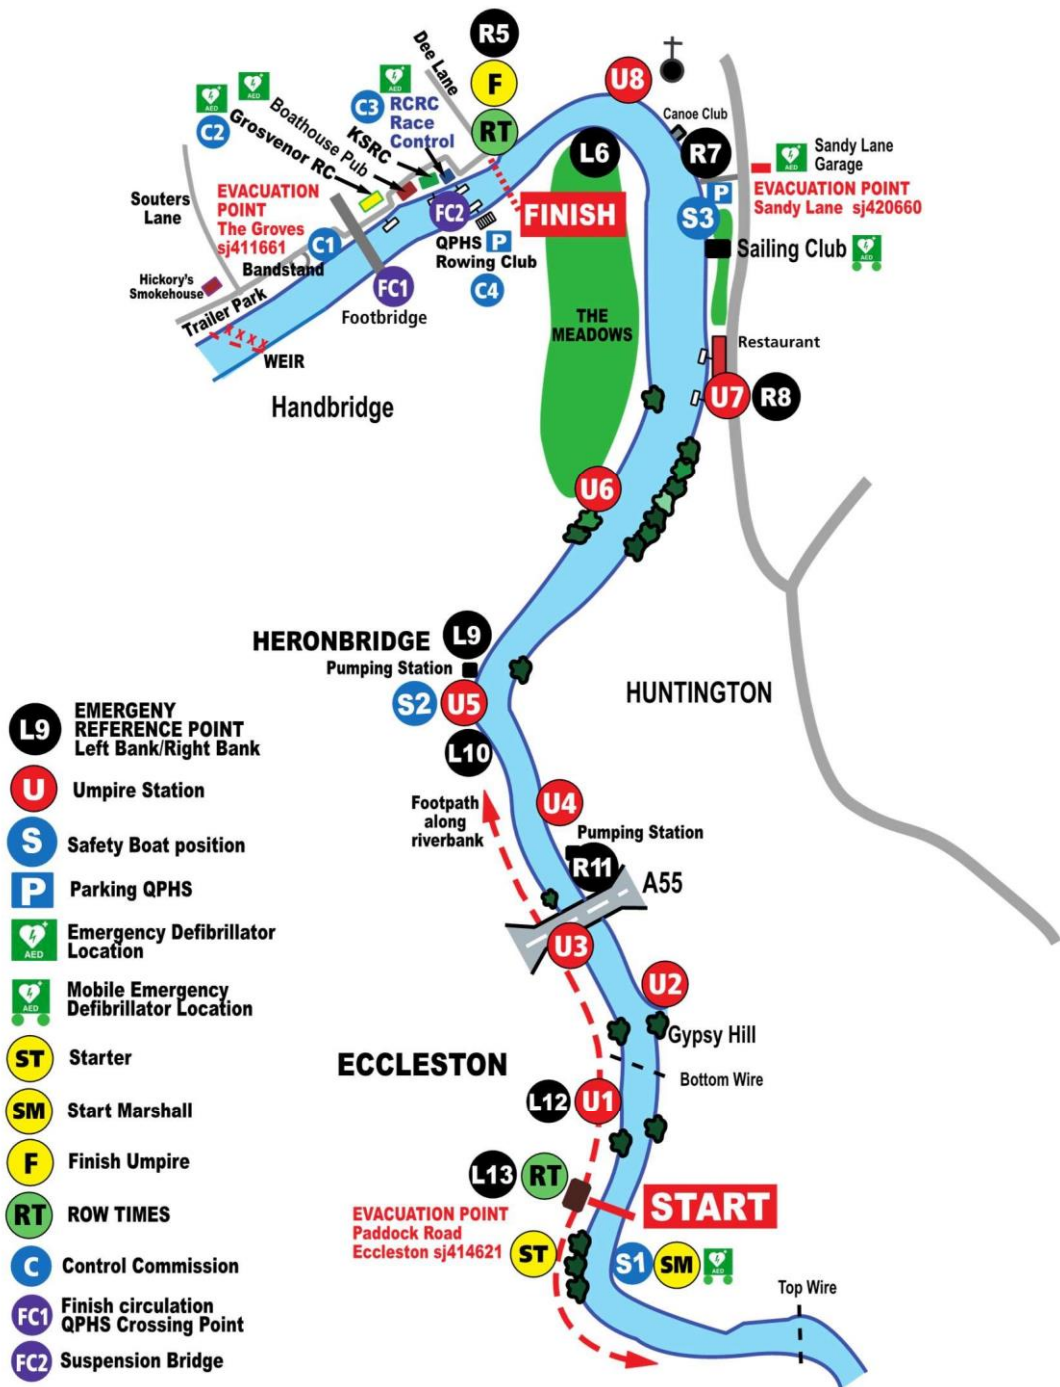 R5
Dee Lane
F
U8
C3
RCRC
Race
Control
C2
Grosvenor RC
Boathouse Pub
KSRC
RT
Canoe Club
L6
R7
Sandy Lane
Garage
Souters
Lane
EVACUATION
POINT
The Groves
sj411661
FC2
FINISH
P
S3
EVACUATION POINT
Sandy Lane sj420660
C1
Bandstand
QPHS P
Rowing Club
C4
Sailing Club
Hickory's
Smokehouse
Trailer Park
FC1
Footbridge
XXXX
WEIR
THE
MEADOWS
Restaurant
Handbridge
U7
R8
U6
HERONBRIDGE
L9
Pumping Station
S2
U5
HUNTINGTON
L10
U4
Footpath
along
riverbank
Pumping Station
R11
A55
U3
U2
Gypsy Hill
ECCLESTON
Bottom Wire
L12
U1
L13
RT
START
EVACUATION POINT
Paddock Road
Eccleston sj414621
ST
S1
SM
AED
Top Wire
L9
EMERGENY
REFERENCE POINT
Left Bank/Right Bank
U
Umpire Station
S
Safety Boat position
P
Parking QPHS
AED
Emergency Defibrillator
Location
AED
Mobile Emergency
Defibrillator Location
ST
Starter
SM
Start Marshall
F
Finish Umpire
RT
ROW TIMES
C
Control Commission
FC1
Finish circulation
QPHS Crossing Point
FC2
Suspension Bridge